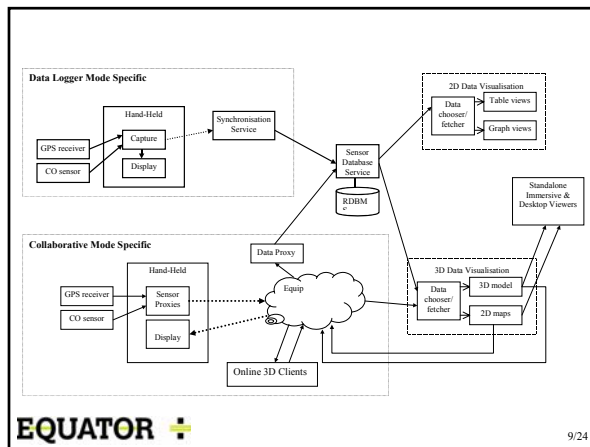 Data Logger Mode Specific
Hand-Held
GPS receiver
CO sensor
Capture
Display
Synchronisation
Service
Sensor
Database
Service
RDBM
S
2D Data Visualisation
Data
chooser/
fetcher
Table views
Graph views
Standalone
Immersive &
Desktop Viewers
Collaborative Mode Specific
Data Proxy
Hand-Held
GPS receiver
CO sensor
Sensor
Proxies
Display
Equip
Online 3D Clients
3D Data Visualisation
Data
chooser/
fetcher
3D model
2D maps
EQUATOR
9/24